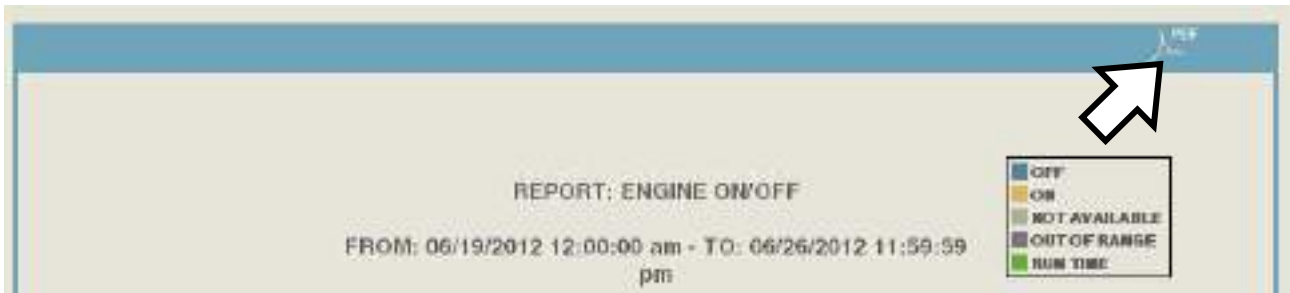 PDF
REPORT: ENGINE ON/OFF
FROM: 06/19/2012 12:00:00 am - TO: 06/26/2012 11:59:59
pm
OFF
ON
NOT AVAILABLE
OUT OF RANGE
RUN TIME